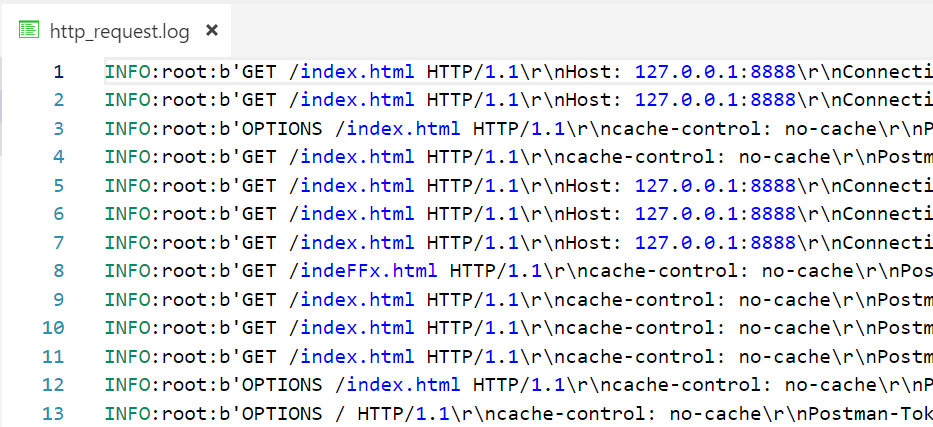 http_request.log ×
1 INFO:root:b'GET /index.html HTTP/1.1\r\nHost: 127.0.0.1:8888\r\nConnecti
2 INFO:root:b'GET /index.html HTTP/1.1\r\nHost: 127.0.0.1:8888\r\nConnecti
3 INFO:root:b'OPTIONS /index.html HTTP/1.1\r\ncache-control: no-cache\r\nP
4 INFO:root:b'GET /index.html HTTP/1.1\r\ncache-control: no-cache\r\nPostm
5 INFO:root:b'GET /index.html HTTP/1.1\r\nHost: 127.0.0.1:8888\r\nConnecti
6 INFO:root:b'GET /index.html HTTP/1.1\r\nHost: 127.0.0.1:8888\r\nConnecti
7 INFO:root:b'GET /index.html HTTP/1.1\r\nHost: 127.0.0.1:8888\r\nConnecti
8 INFO:root:b'GET /indeFFx.html HTTP/1.1\r\ncache-control: no-cache\r\nPos
9 INFO:root:b'GET /index.html HTTP/1.1\r\ncache-control: no-cache\r\nPostm
10 INFO:root:b'GET /index.html HTTP/1.1\r\ncache-control: no-cache\r\nPostm
11 INFO:root:b'GET /index.html HTTP/1.1\r\ncache-control: no-cache\r\nPostm
12 INFO:root:b'OPTIONS /index.html HTTP/1.1\r\ncache-control: no-cache\r\nP
13 INFO:root:b'OPTIONS / HTTP/1.1\r\ncache-control: no-cache\r\nPostman-Tok